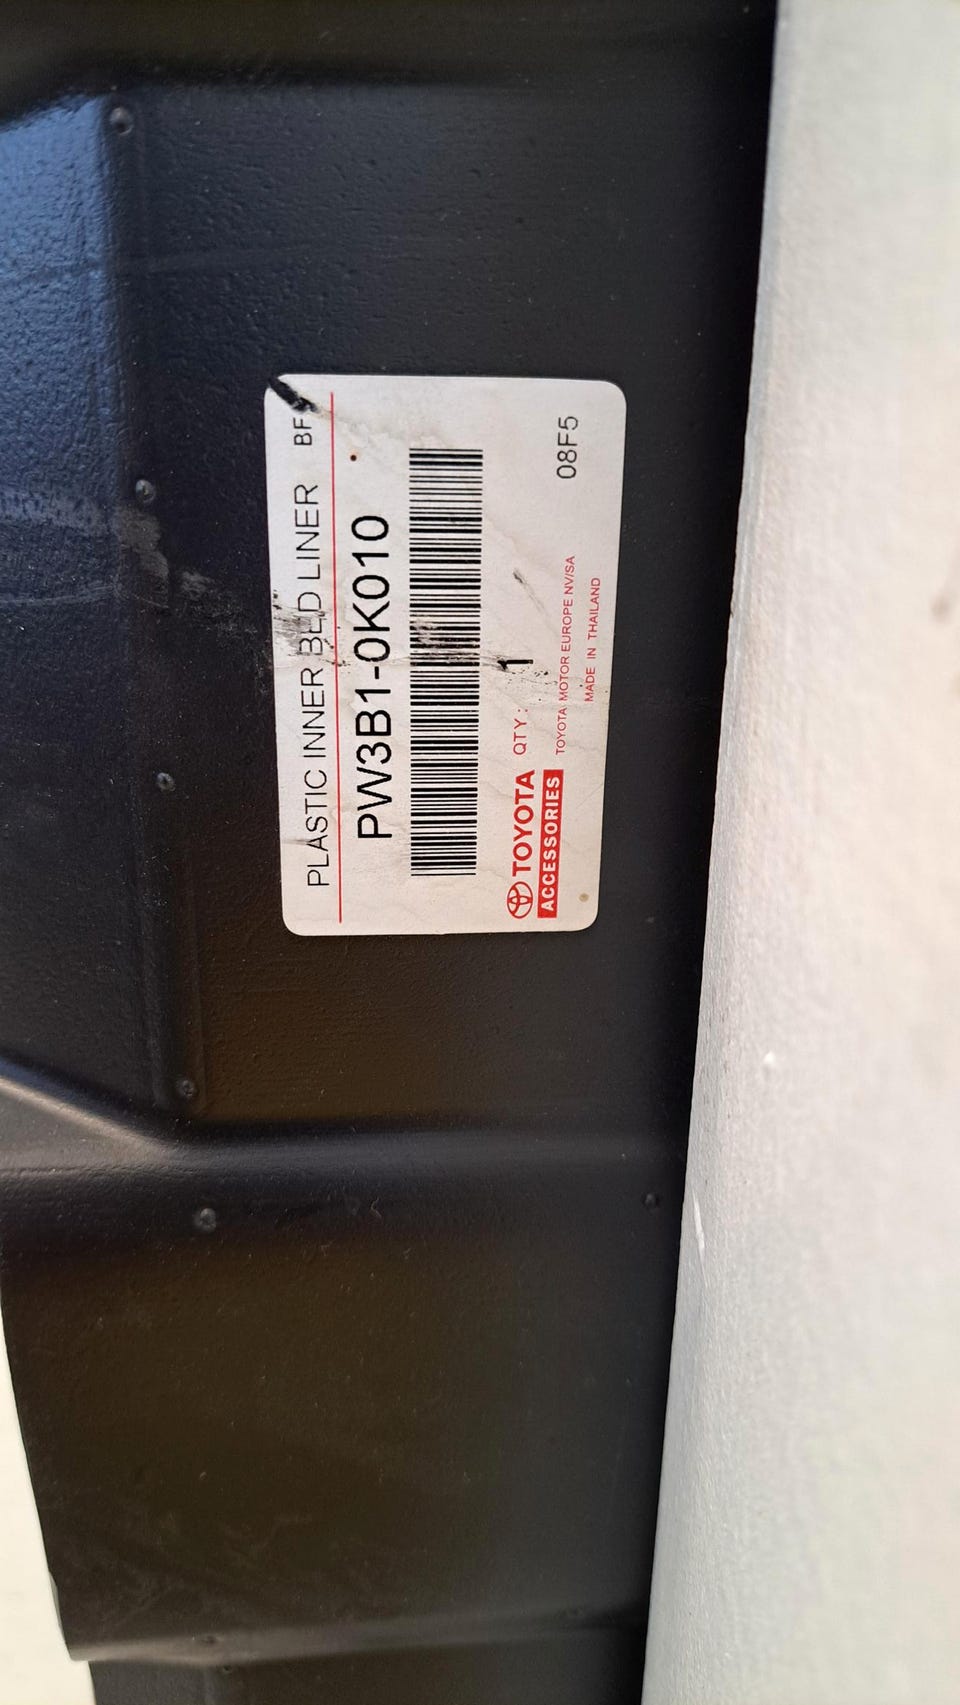 PLASTIC INNER BED LINER BF
PW3B1-0K010
TOYOTA QTY: 1
ACCESSORIES
TOYOTA MOTOR EUROPE NV/SA
MADE IN THAILAND
08F5